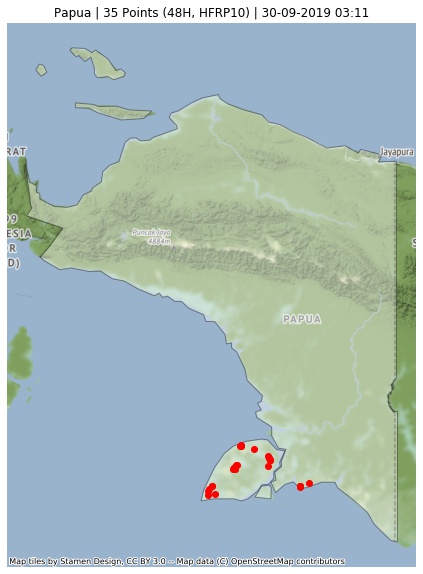 Papua | 35 Points (48H, HFRP10) | 30-09-2019 03:11
Jayapura
RAT
Puncak Jaya
4884m
ESIA
R
D)
PAPUA
Map tiles by Stamen Design, CC BY 3.0 -- Map data (C) OpenStreetMap contributors